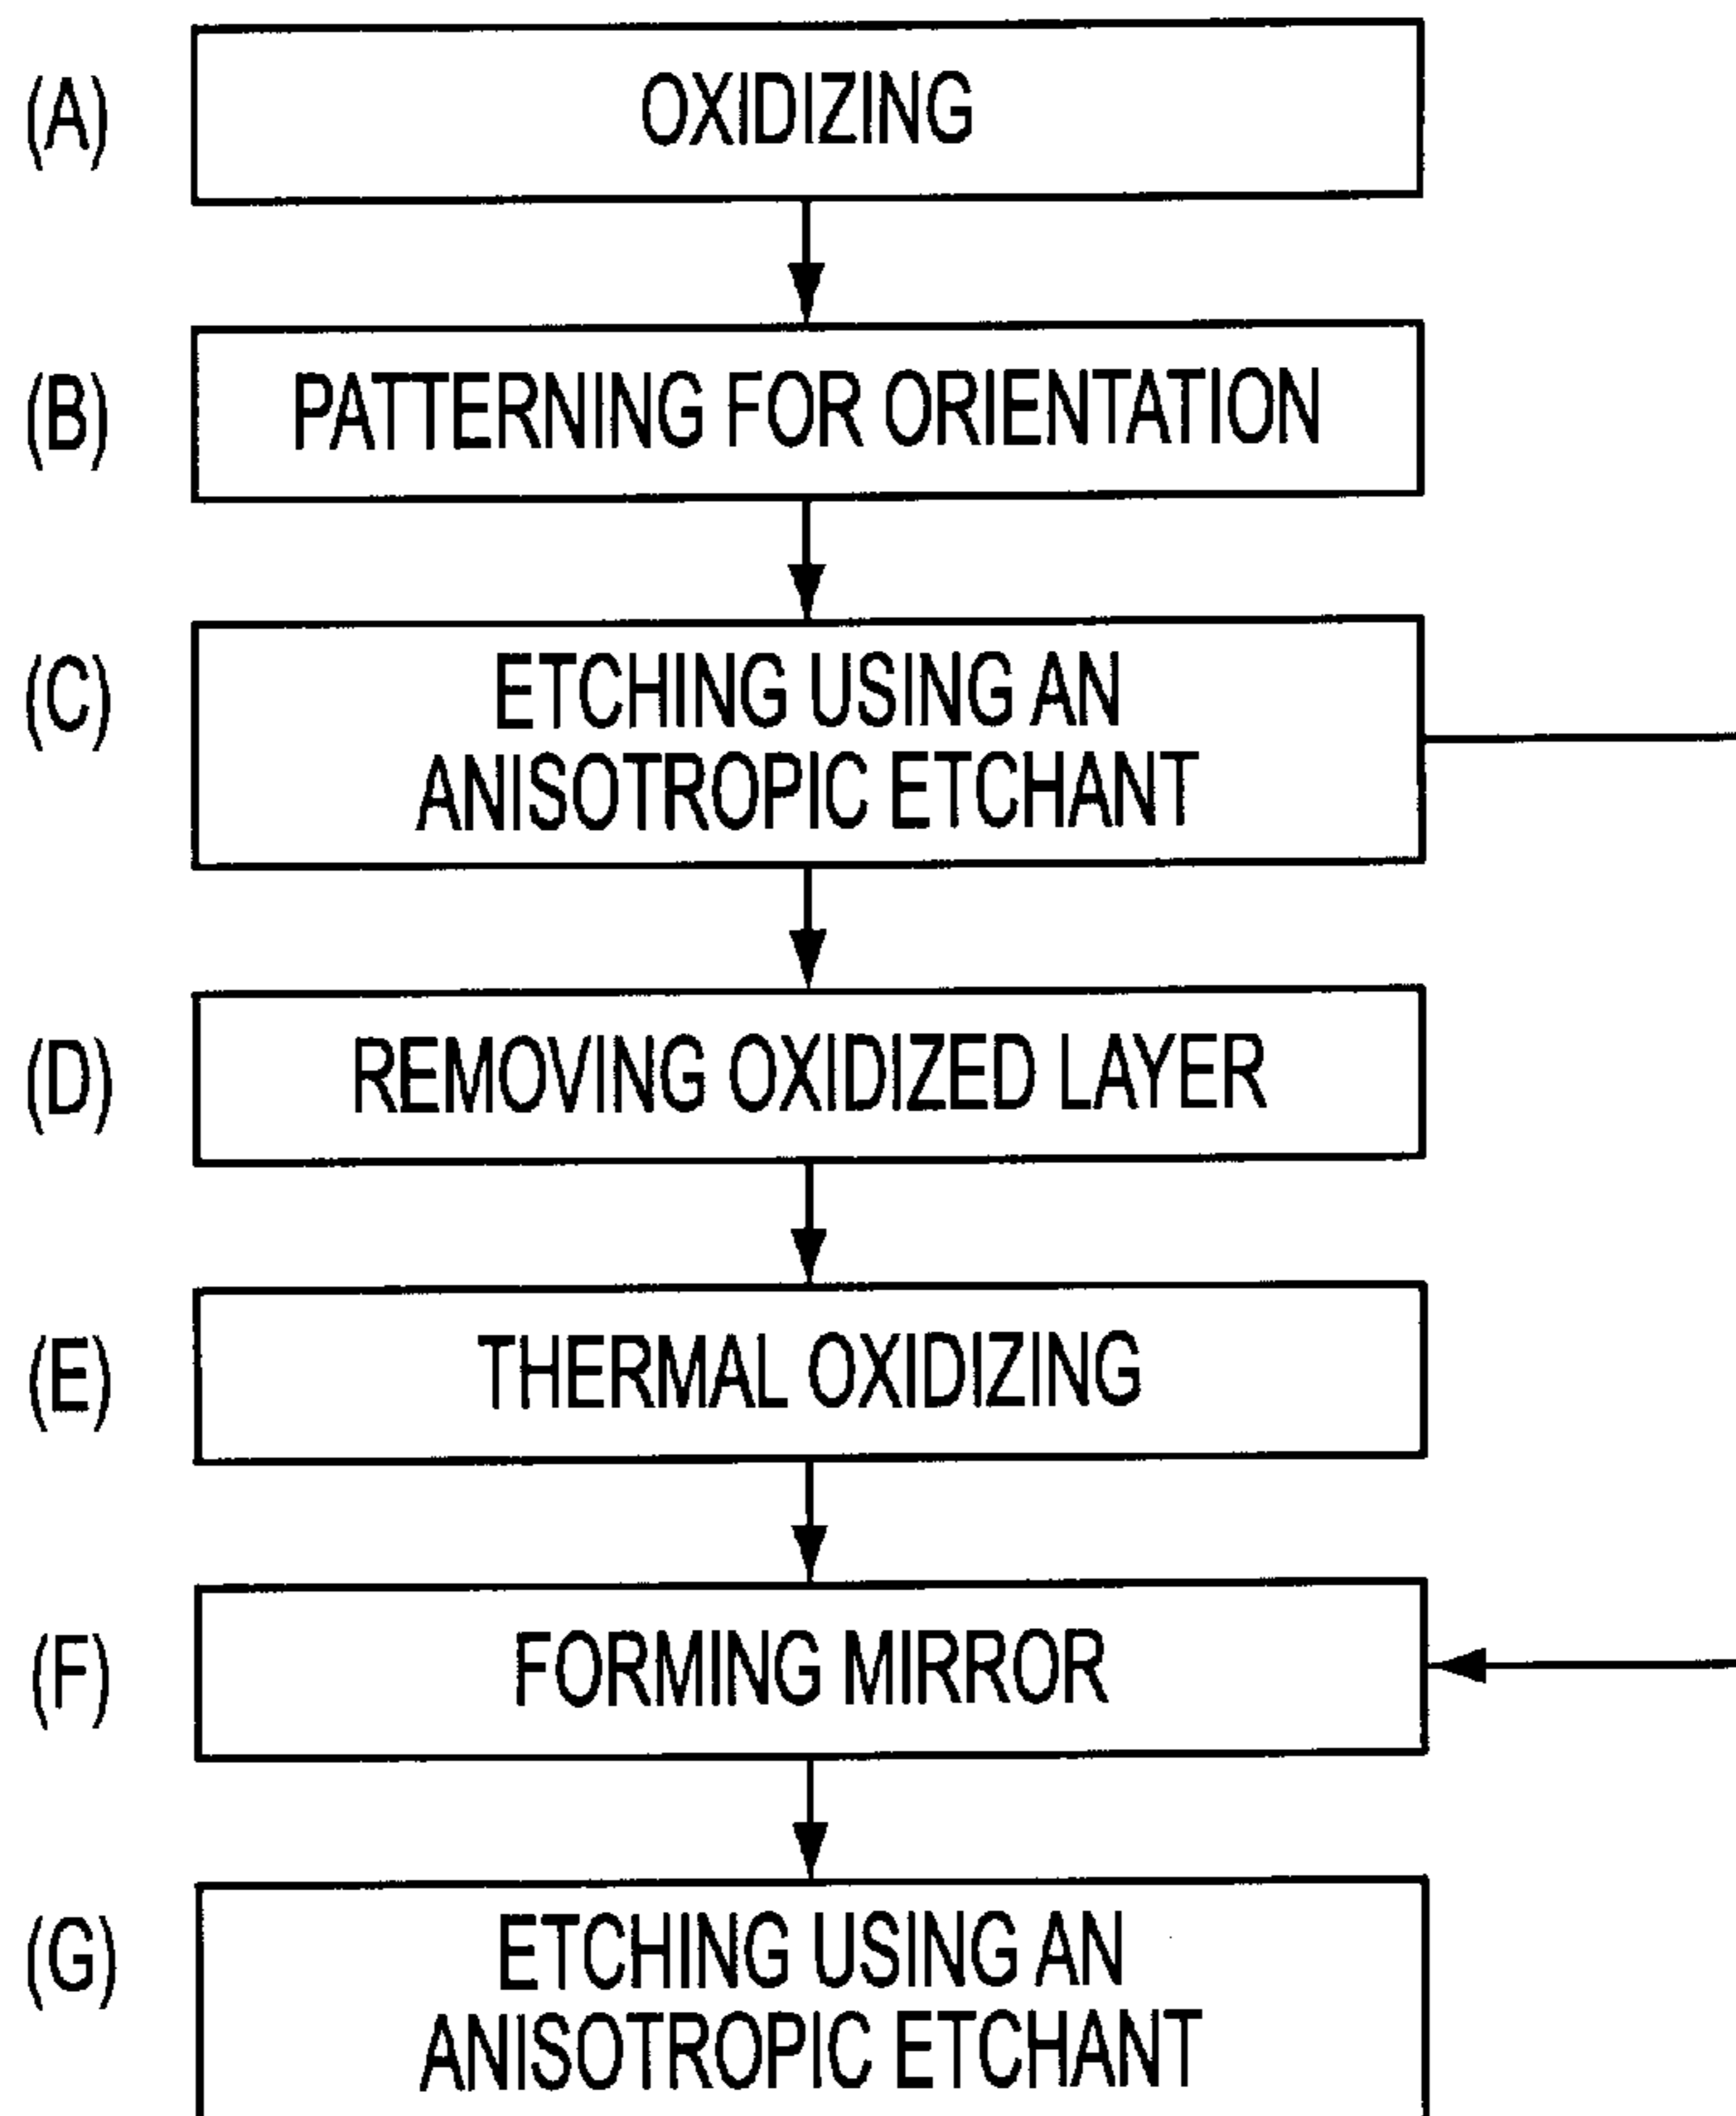 (A) OXIDIZING
(B) PATTERNING FOR ORIENTATION
(C) ETCHING USING AN
ANISOTROPIC ETCHANT
(D) REMOVING OXIDIZED LAYER
(E) THERMAL OXIDIZING
(F) FORMING MIRROR
(G) ETCHING USING AN
ANISOTROPIC ETCHANT